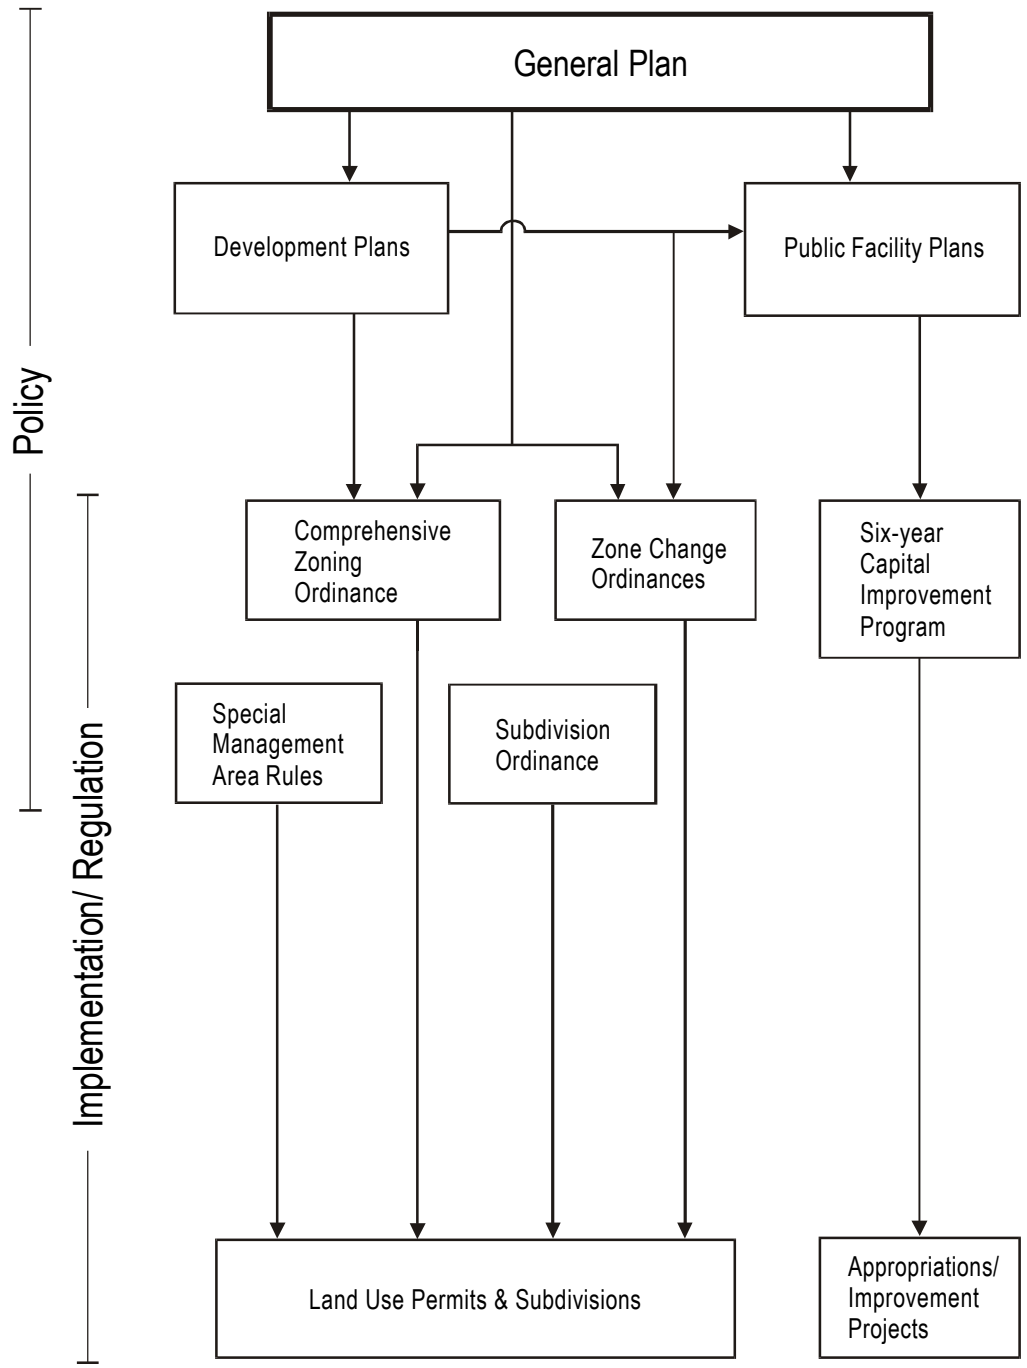 General Plan
Development Plans
Public Facility Plans
Policy
Comprehensive
Zoning
Ordinance
Zone Change
Ordinances
Six-year
Capital
Improvement
Program
Special
Management
Area Rules
Subdivision
Ordinance
Implementation/ Regulation
Land Use Permits & Subdivisions
Appropriations/
Improvement
Projects